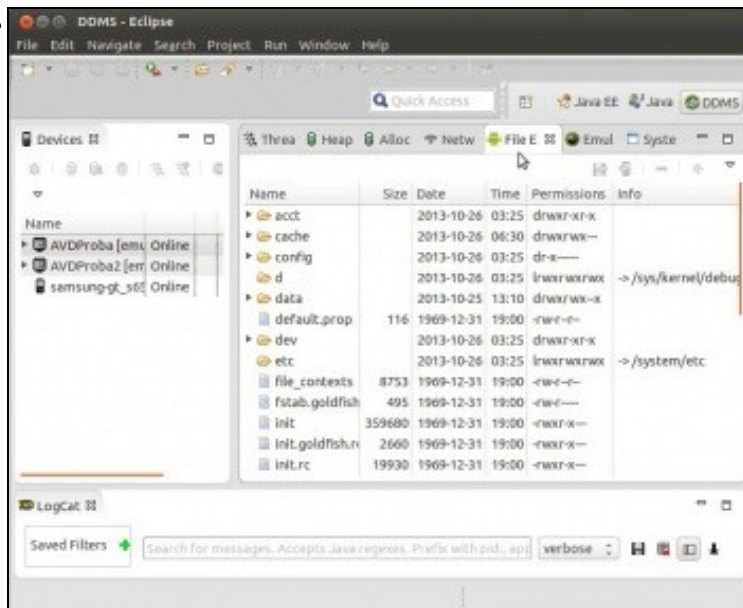 DDMS - Eclipse
File Edit Navigate Search Project Run Window Help
Quick Access Java EE Java DDMS
Devices
Threa Heap Alloc Netw File E Emul Syste
Name
AVDProba [emu Online
AVDProba2 [em Online
samsung-gt_s6 Online
Name Size Date Time Permissions Info
acct 2013-10-26 03:25 drwxr-xr-x
cache 2013-10-26 06:30 drwxrwx---
config 2013-10-26 03:25 dr-x------
d 2013-10-26 03:25 lrwxrwxrwx -> /sys/kernel/debug
data 2013-10-25 13:10 drwxrwx--x
default.prop 116 1969-12-31 19:00 -rw-r--r--
dev 2013-10-26 03:25 drwxr-xr-x
etc 2013-10-26 03:25 lrwxrwxrwx -> /system/etc
file_contexts 8753 1969-12-31 19:00 -rw-r--r--
fstab.goldfish 495 1969-12-31 19:00 -rw-r-----
init 359680 1969-12-31 19:00 -rwxr-x---
init.goldfish.r 2660 1969-12-31 19:00 -rwxr-x---
init.rc 19930 1969-12-31 19:00 -rwxr-x---
LogCat
Saved Filters
Search for messages. Accepts Java regexes. Prefix with pid:, app verbose